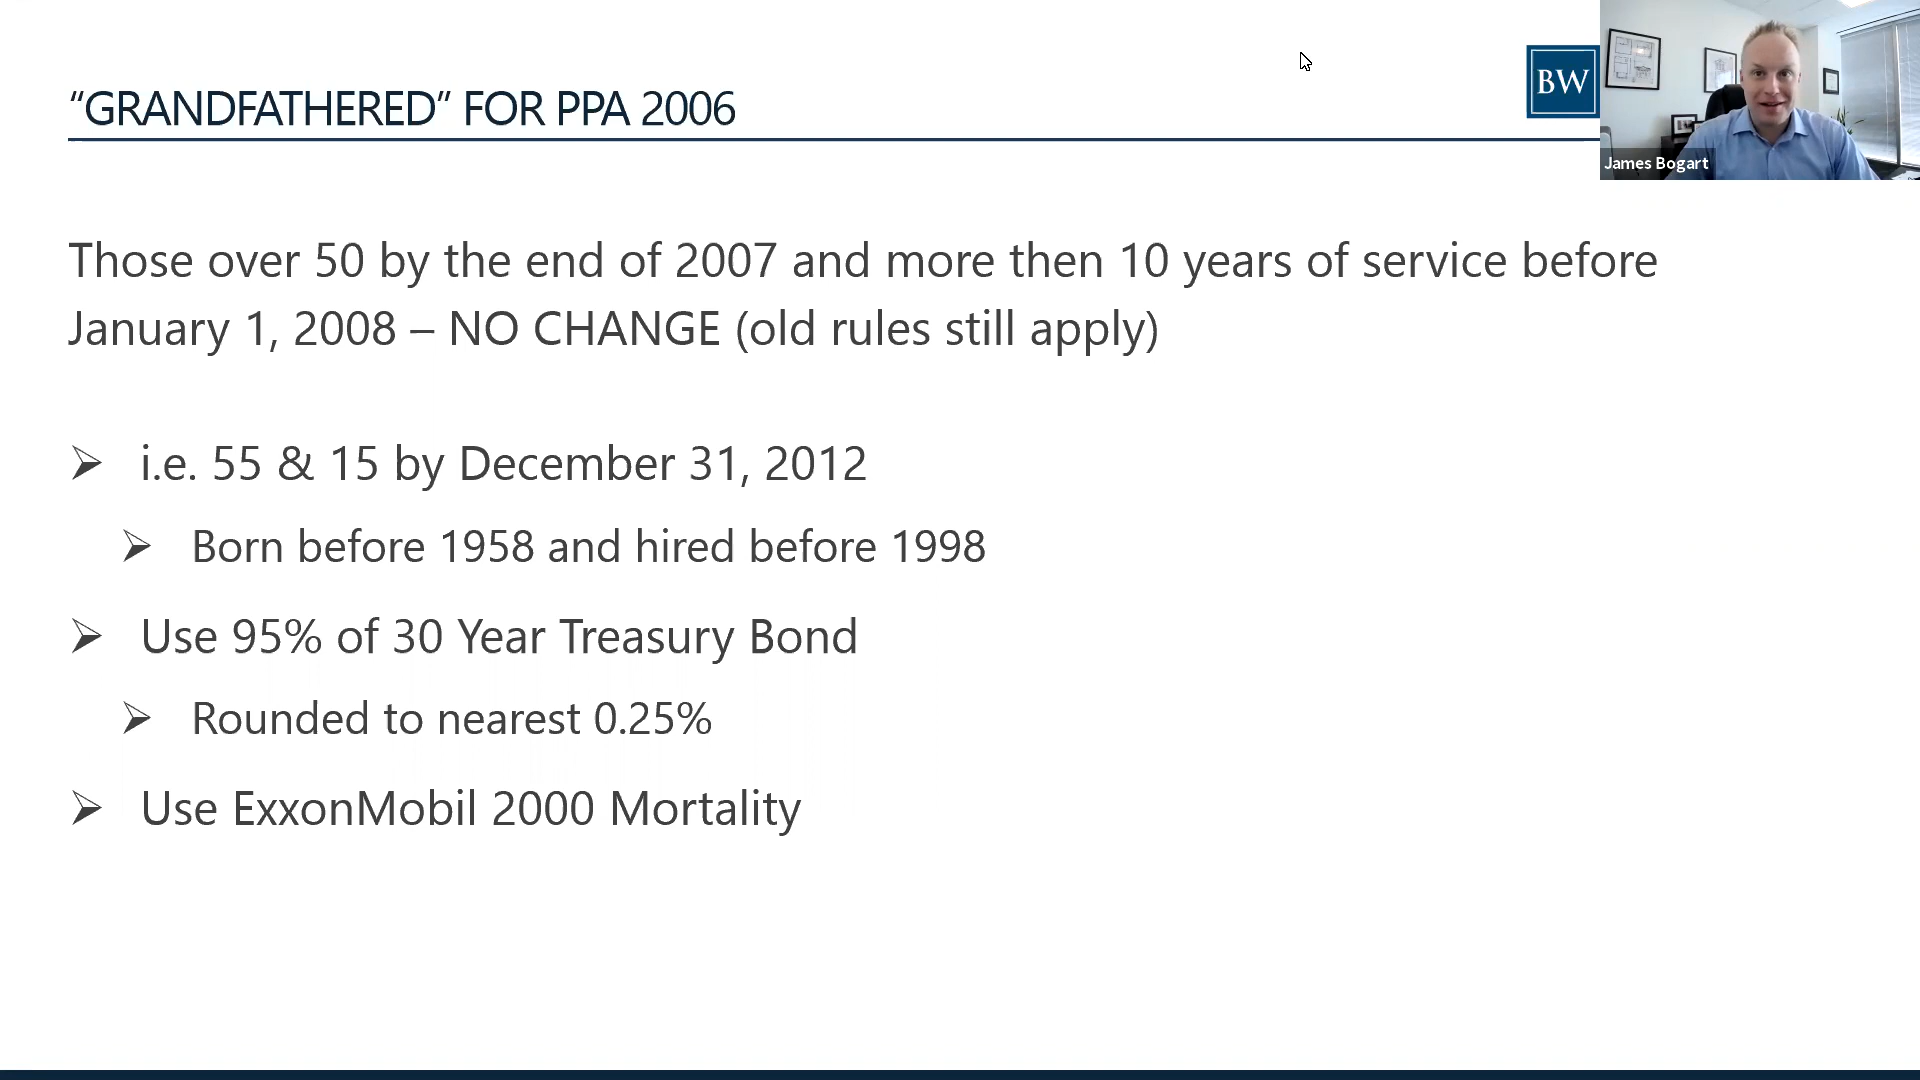 “GRANDFATHERED” FOR PPA 2006
BW
James Bogart
Those over 50 by the end of 2007 and more then 10 years of service before
January 1, 2008 – NO CHANGE (old rules still apply)
i.e. 55 & 15 by December 31, 2012
Born before 1958 and hired before 1998
Use 95% of 30 Year Treasury Bond
Rounded to nearest 0.25%
Use ExxonMobil 2000 Mortality